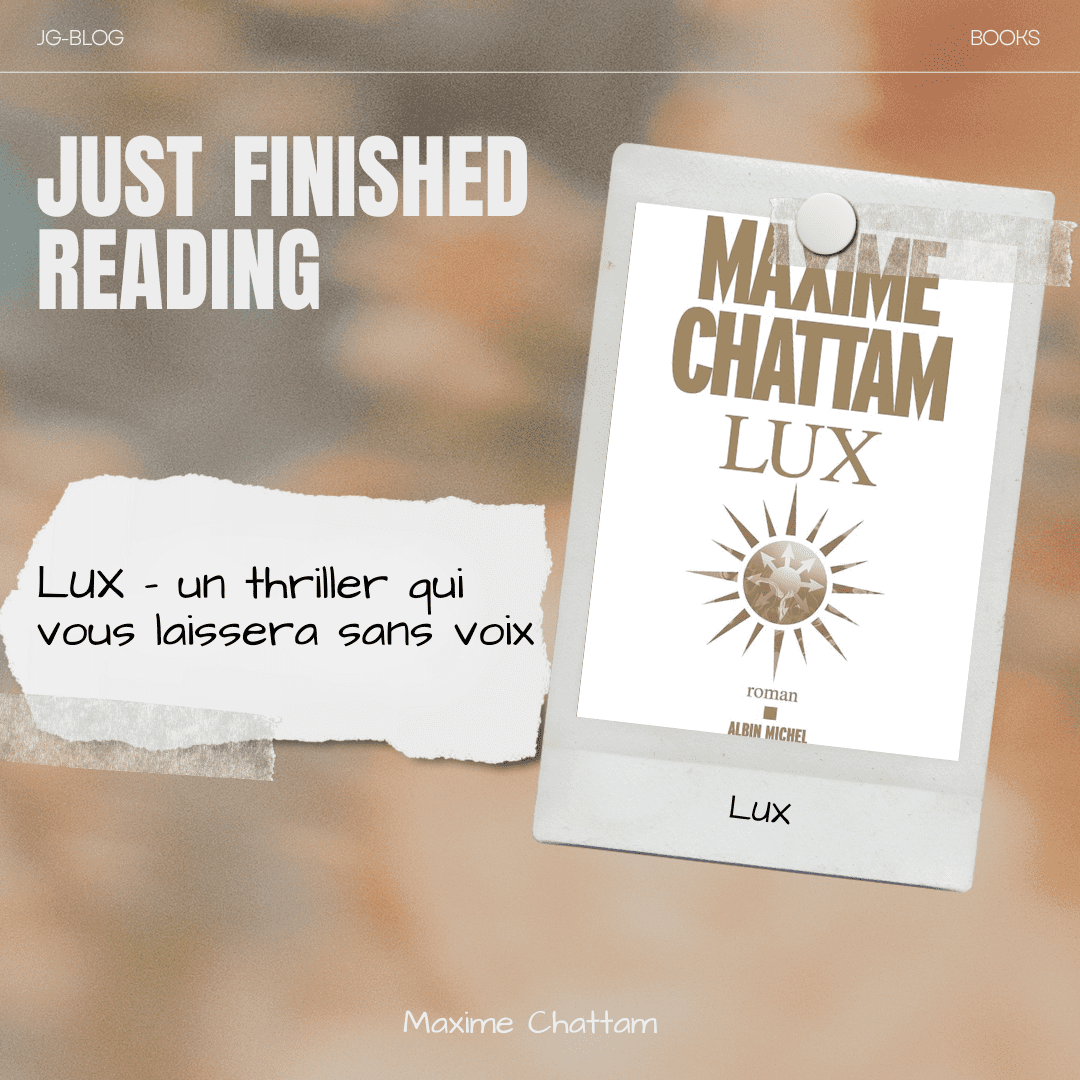 JG-BLOG
BOOKS
JUST FINISHED
READING
MAXIME
CHATTAM
LUX
roman
ALBIN MICHEL
Lux
Lux - un thriller qui
vous laissera sans voix
Maxime Chattam